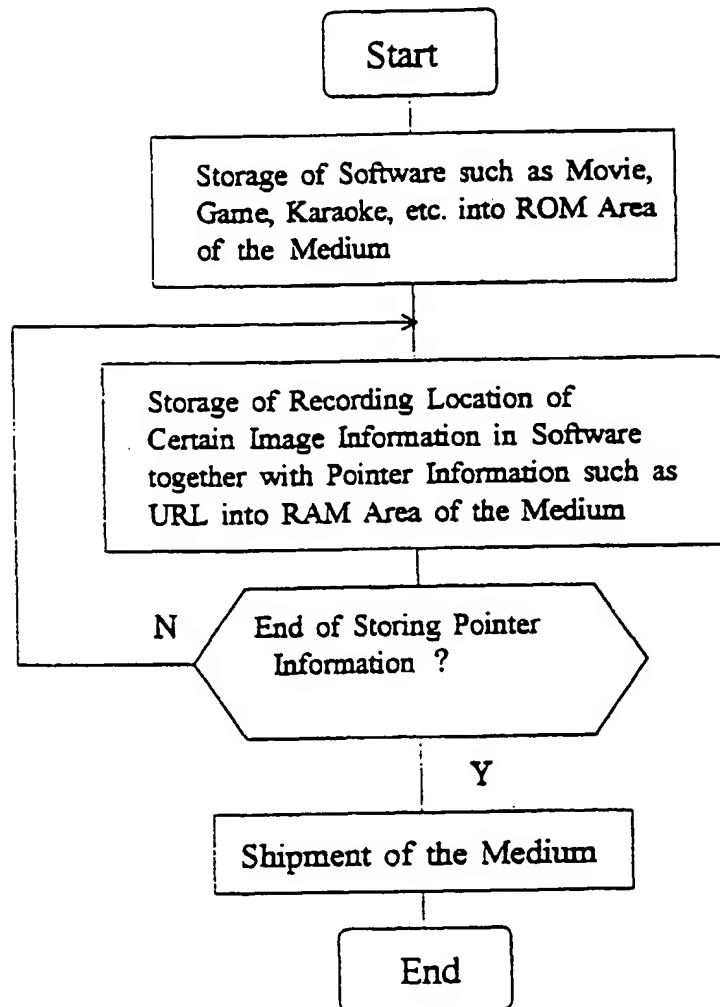 Start
Storage of Software such as Movie,
Game, Karaoke, etc. into ROM Area
of the Medium
Storage of Recording Location of
Certain Image Information in Software
together with Pointer Information such as
URL into RAM Area of the Medium
N
End of Storing Pointer
Information ?
Y
Shipment of the Medium
End